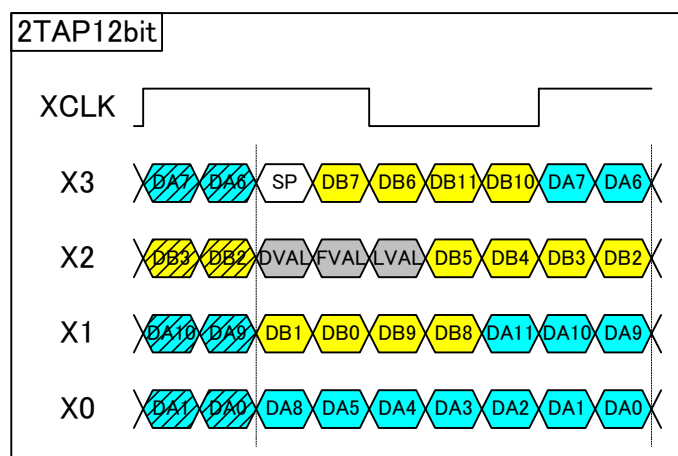 2TAP12bit
XCLK
X3 DA7 DA6 SP DB7 DB6 DB11 DB10 DA7 DA6
X2 DB3 DB2 DVAL FVAL LVAL DB5 DB4 DB3 DB2
X1 DA10 DA9 DB1 DB0 DB9 DB8 DA11 DA10 DA9
X0 DA1 DA0 DA8 DA5 DA4 DA3 DA2 DA1 DA0